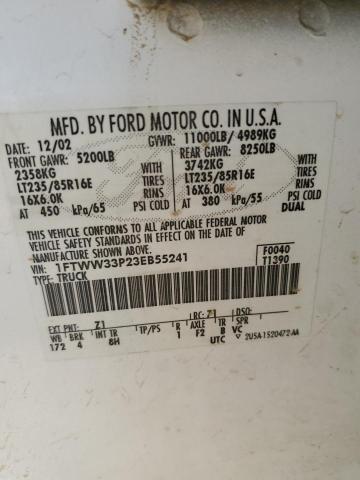 MFD. BY FORD MOTOR CO. IN U.S.A.
12/02 GVWR: 11000LB/ 4989KG
FRONT GAWR: 5200LB REAR GAWR: 8250LB
2358KG WITH 3742KG WITH
LT235/85R16E TIRES LT235/85R16E TIRES
16X6.0K RIMS 16X6.0K RIMS
AT 450 kPa/65 PSI COLD AT 380 kPa/55 PSI COLD
DUAL
THIS VEHICLE CONFORMS TO ALL APPLICABLE FEDERAL MOTOR
VEHICLE SAFETY STANDARDS IN EFFECT ON THE DATE OF
MANUFACTURE SHOWN ABOVE.
VIN: 1FTWW33P23EB55241 F0040
TYPE: TRUCK T1390
EXT PNT: Z1 RC: 71 DSO:
WB BRK INT TR TP/PS R AXLE TR SPR
172 4 8H 1 F2 B VC
UTC 2U5A-1520472-AA